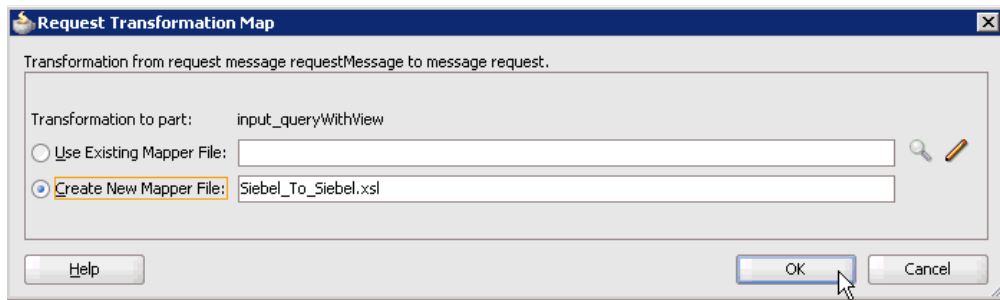 Request Transformation Map
Transformation from request message requestMessage to message request.
Transformation to part: input_queryWithView
Use Existing Mapper File:
Create New Mapper File: Siebel_To_Siebel.xsl
Help OK Cancel